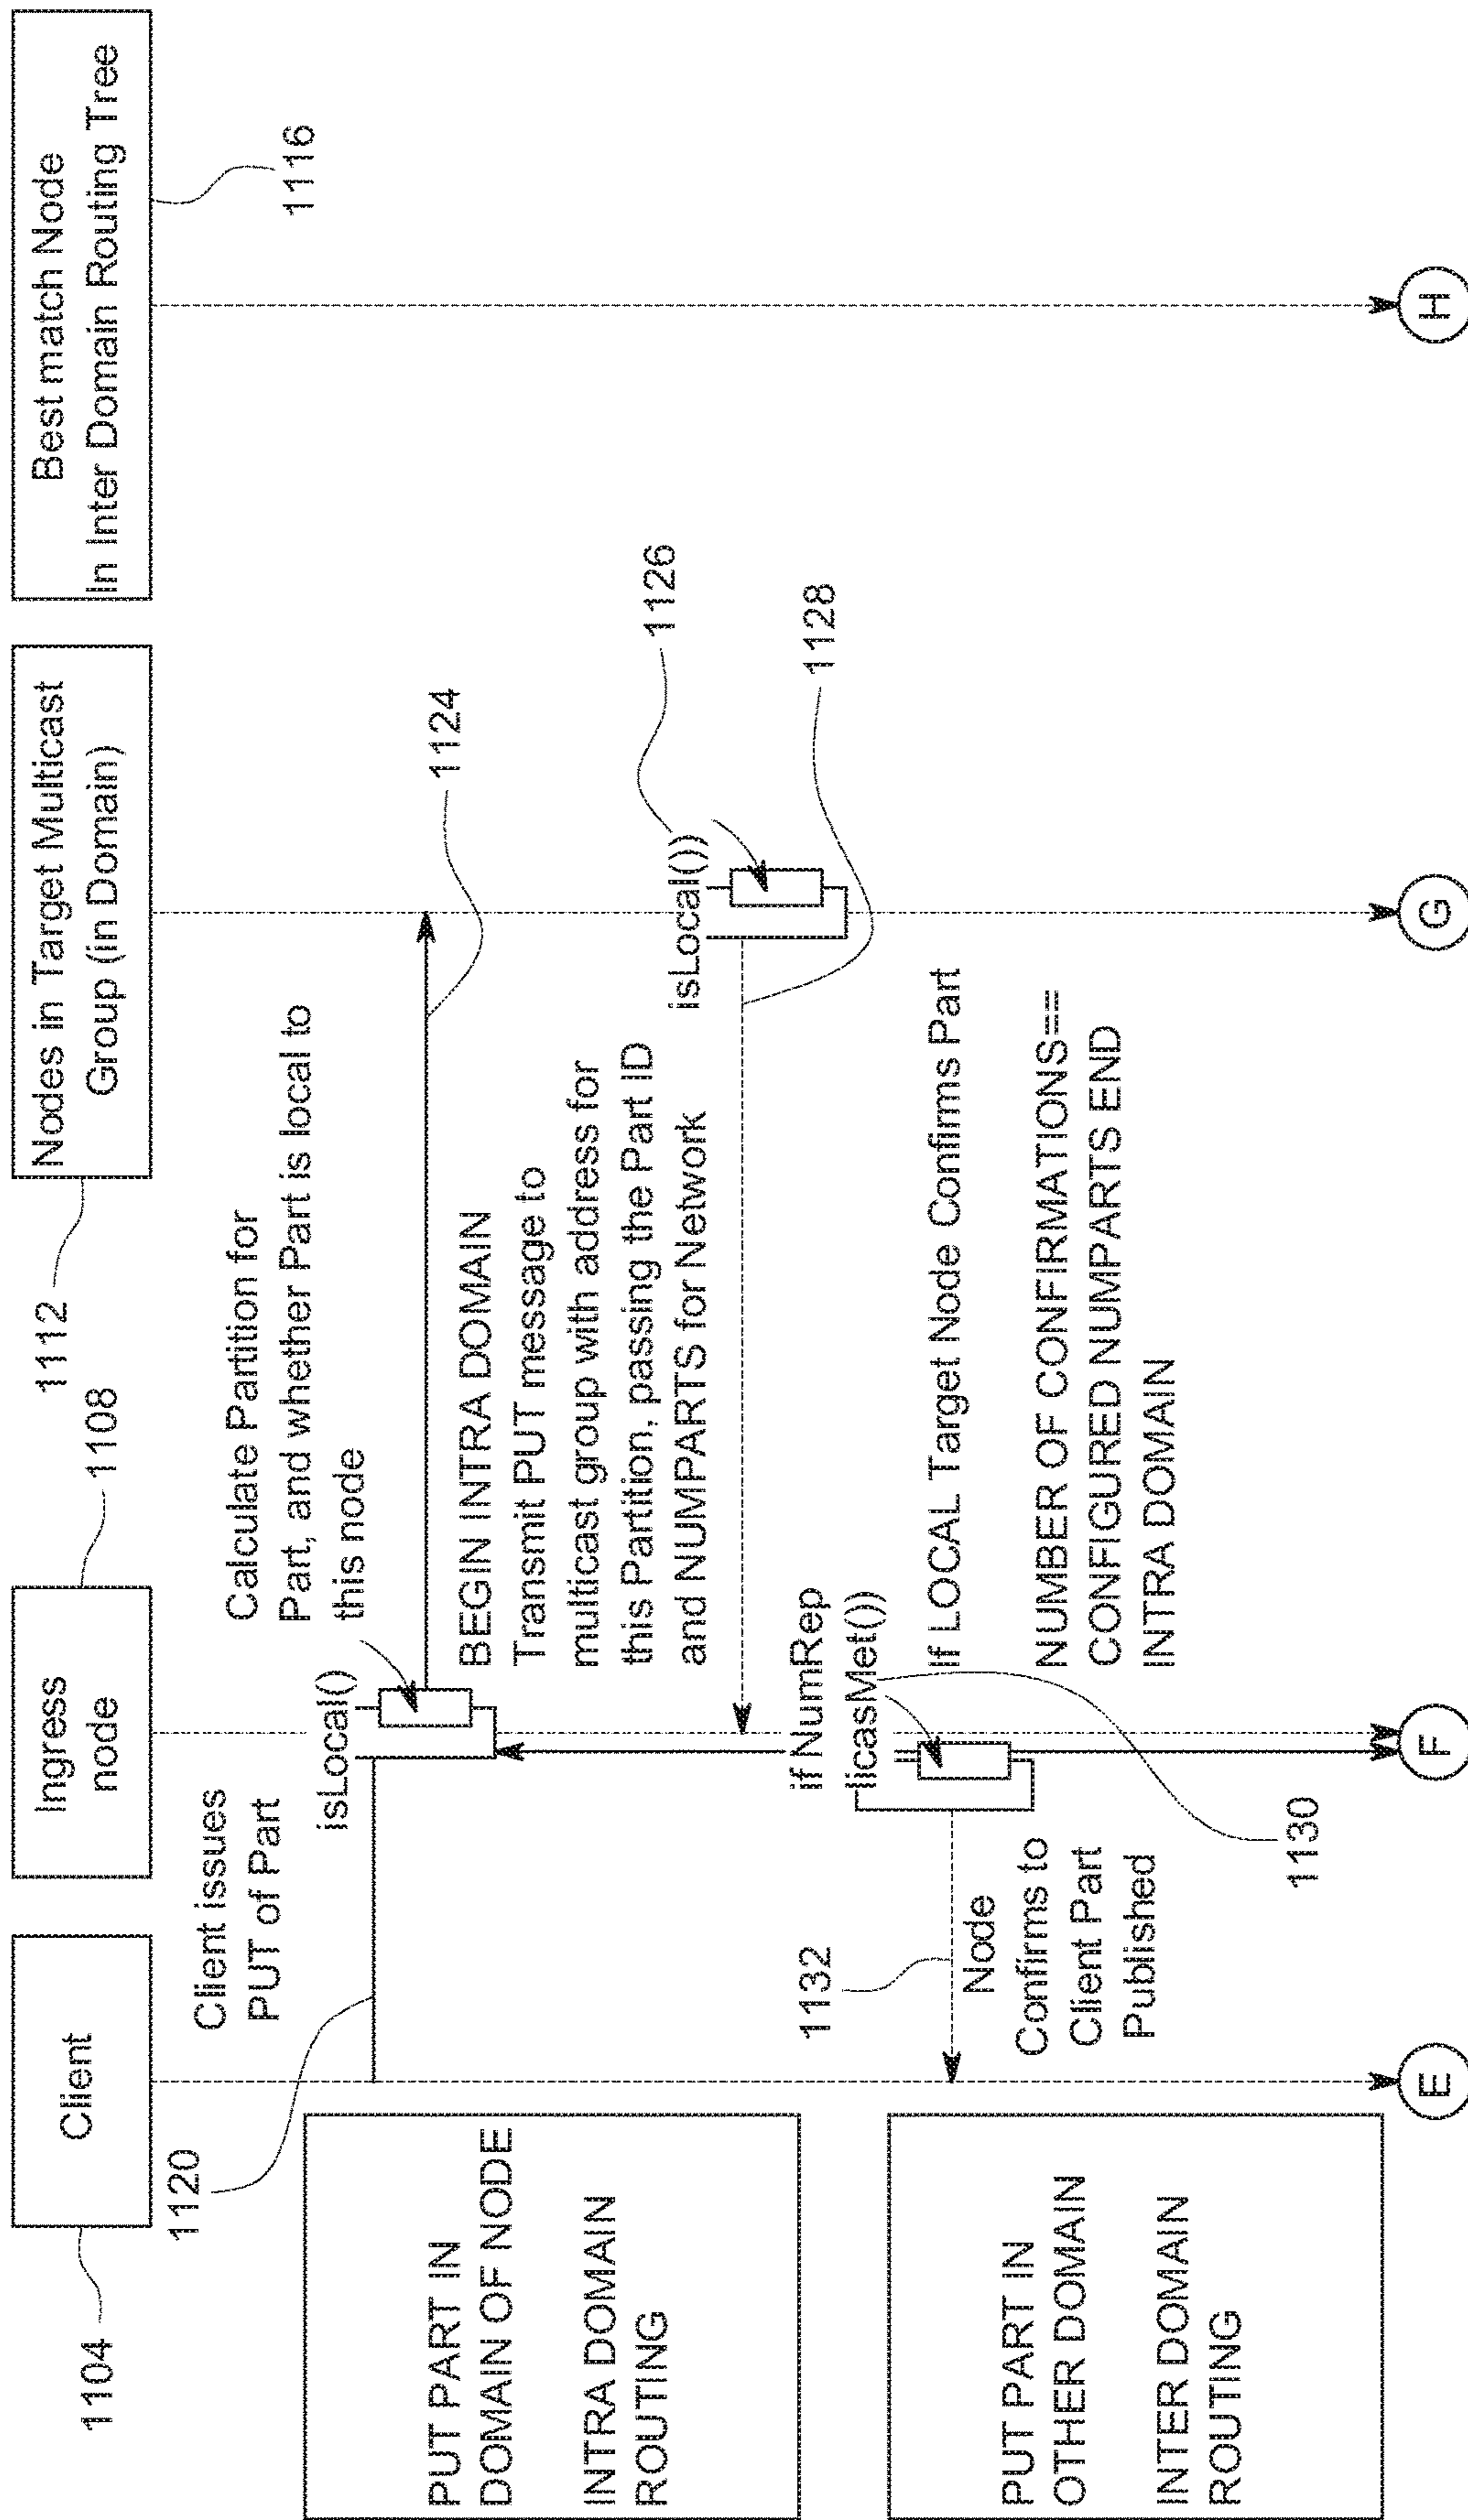 Client
Ingress
node
Nodes in Target Multicast
Group (in Domain)
Best match Node
In Inter Domain Routing Tree
1104
1108
1112
1116
1120
Client issues
PUT of Part
isLocal()
Calculate Partition for
Part, and whether Part is local to
this node
1124
PUT PART IN
DOMAIN OF NODE
INTRA DOMAIN
ROUTING
BEGIN INTRA DOMAIN
Transmit PUT message to
multicast group with address for
this Partition, passing the Part ID
and NUMPARTS for Network
isLocal())
1126
1128
if NumRep
licasMet())
If LOCAL Target Node Confirms Part
NUMBER OF CONFIRMATIONS==
CONFIGURED NUMPARTS END
INTRA DOMAIN
1132
Node
Confirms to
Client Part
Published
1130
PUT PART IN
OTHER DOMAIN
INTER DOMAIN
ROUTING
E
F
G
H